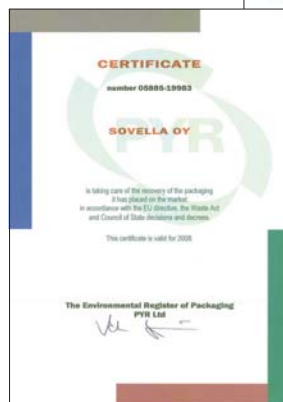 CERTIFICATE
number 05885-19983
SOVELLA OY
PYR
is taking care of the recovery of the packaging
it has placed on the market
in accordance with the EU directive, the Waste Act
and Council of State decisions and decrees.
This certificate is valid for 2008
The Environmental Register of Packaging
PYR Ltd